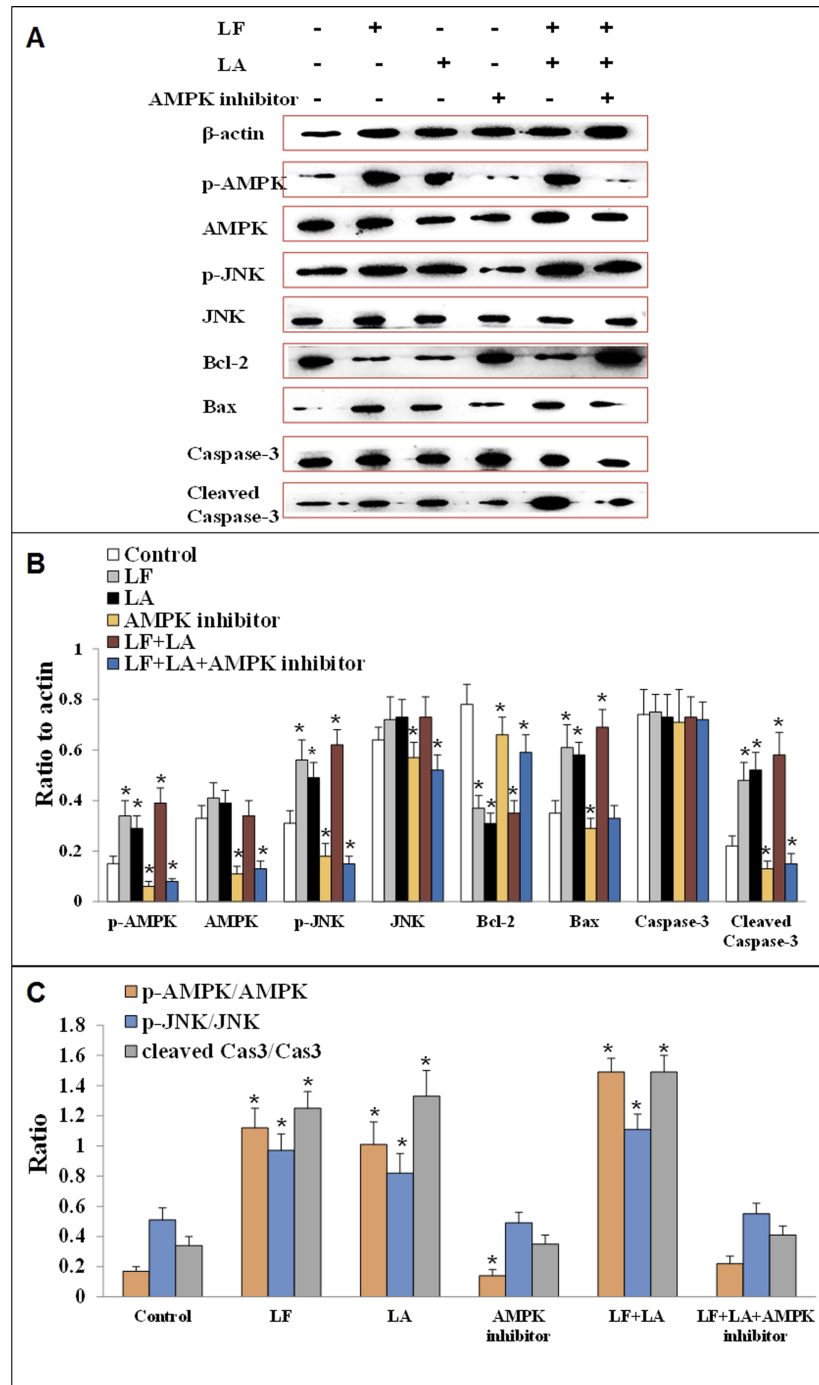 A
LF - + - - + +
LA - - + - + +
AMPK inhibitor - - - + - +
β-actin
p-AMPK
AMPK
p-JNK
JNK
Bcl-2
Bax
Caspase-3
Cleaved
Caspase-3
B
Control
LF
LA
AMPK inhibitor
LF+LA
LF+LA+AMPK inhibitor
Ratio to actin
1
0.8
0.6
0.4
0.2
0
* * * * * * * * * * * * * * * * * * * * * * * * * * *
p-AMPK AMPK p-JNK JNK Bcl-2 Bax Caspase-3 Cleaved
Caspase-3
C
p-AMPK/AMPK
p-JNK/JNK
cleaved Cas3/Cas3
Ratio
1.8
1.6
1.4
1.2
1
0.8
0.6
0.4
0.2
0
* * * * * * * * * *
Control LF LA AMPK LF+LA LF+LA+AMPK
inhibitor inhibitor